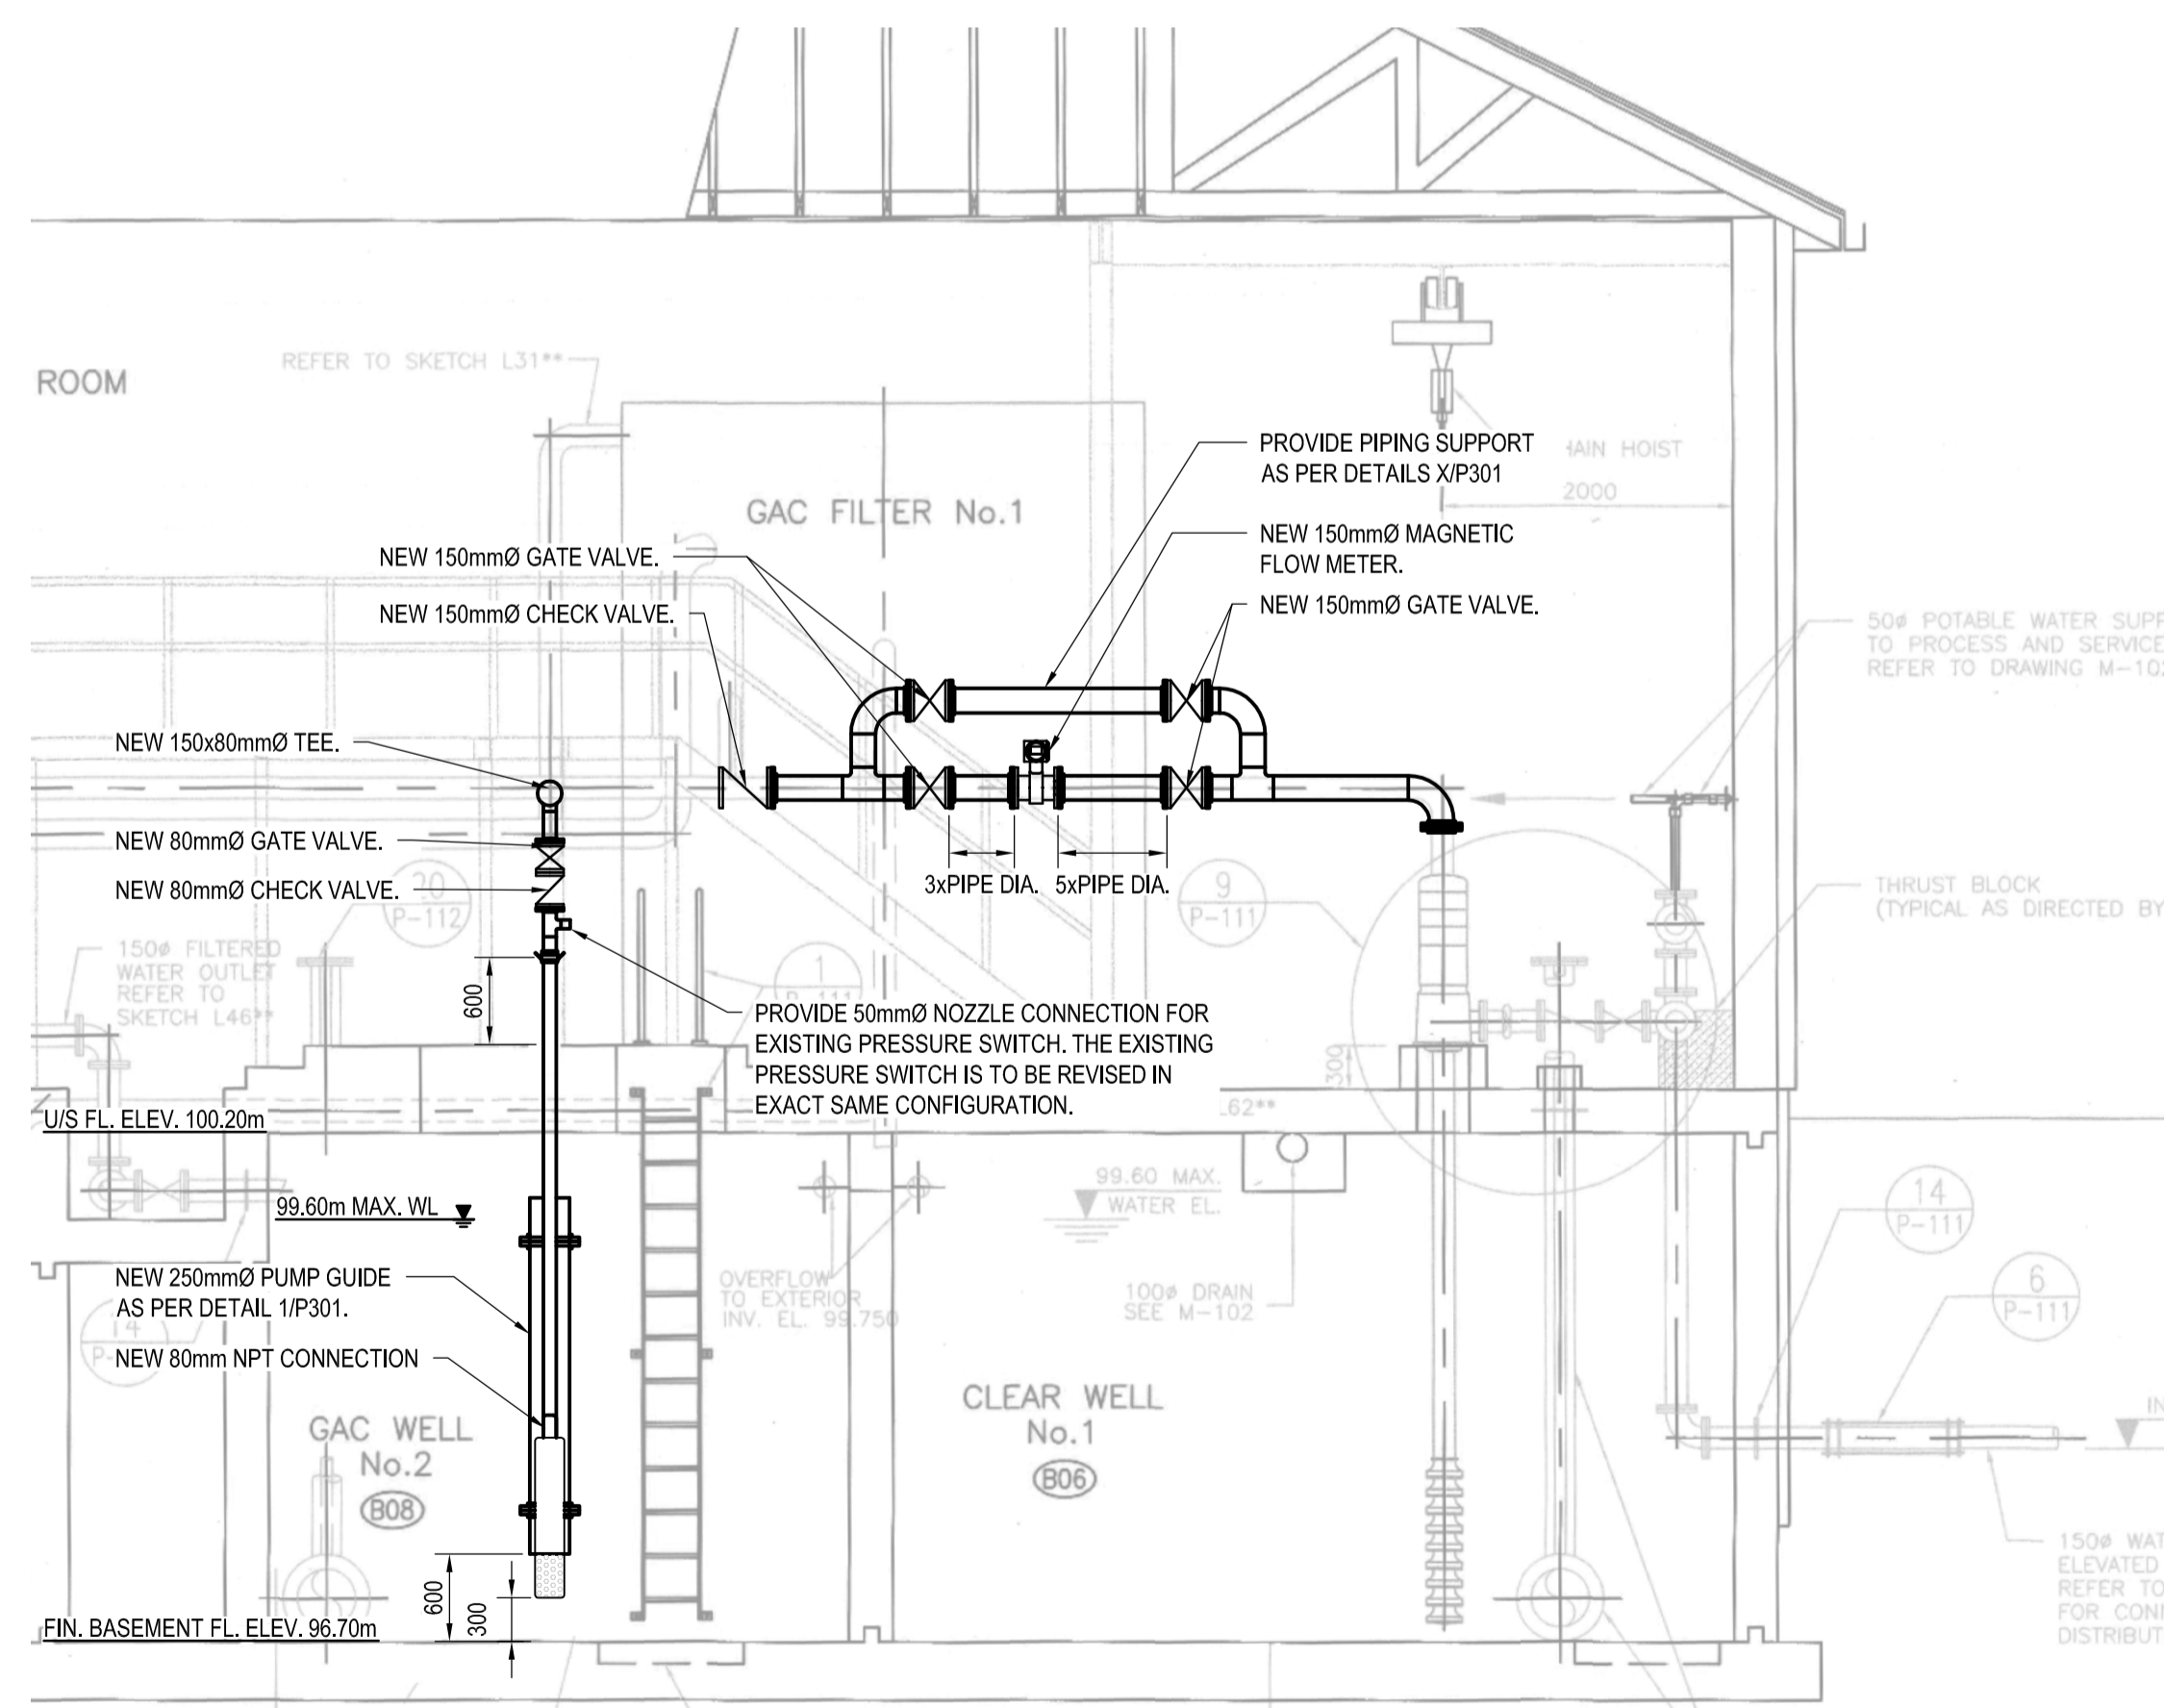 ROOM
REFER TO SKETCH L31**
GAC FILTER No.1
PROVIDE PIPING SUPPORT
AS PER DETAILS X/P301
HAIN HOIST
2000
NEW 150mmØ MAGNETIC
FLOW METER.
NEW 150mmØ GATE VALVE.
NEW 150mmØ GATE VALVE.
NEW 150mmØ CHECK VALVE.
50ø POTABLE WATER SUPP
TO PROCESS AND SERVICE
REFER TO DRAWING M-102
NEW 150x80mmØ TEE.
NEW 80mmØ GATE VALVE.
NEW 80mmØ CHECK VALVE.
20
P-112
3xPIPE DIA.
5xPIPE DIA.
9
P-111
THRUST BLOCK
(TYPICAL AS DIRECTED BY
150ø FILTERED
WATER OUTLET
REFER TO
SKETCH L46**
600
1
P-111
PROVIDE 50mmØ NOZZLE CONNECTION FOR
EXISTING PRESSURE SWITCH. THE EXISTING
PRESSURE SWITCH IS TO BE REVISED IN
EXACT SAME CONFIGURATION.
300
L62**
U/S FL. ELEV. 100.20m
99.60m MAX. WL
99.60 MAX.
WATER EL.
14
P-111
6
P-111
NEW 250mmØ PUMP GUIDE
AS PER DETAIL 1/P301.
OVERFLOW
TO EXTERIOR
INV. EL. 99.750
100ø DRAIN
SEE M-102
14
P-
NEW 80mm NPT CONNECTION
GAC WELL
No.2
B08
CLEAR WELL
No.1
B06
IN
150ø WAT
ELEVATED
REFER TO
FOR CONN
DISTRIBUT
600
300
FIN. BASEMENT FL. ELEV. 96.70m